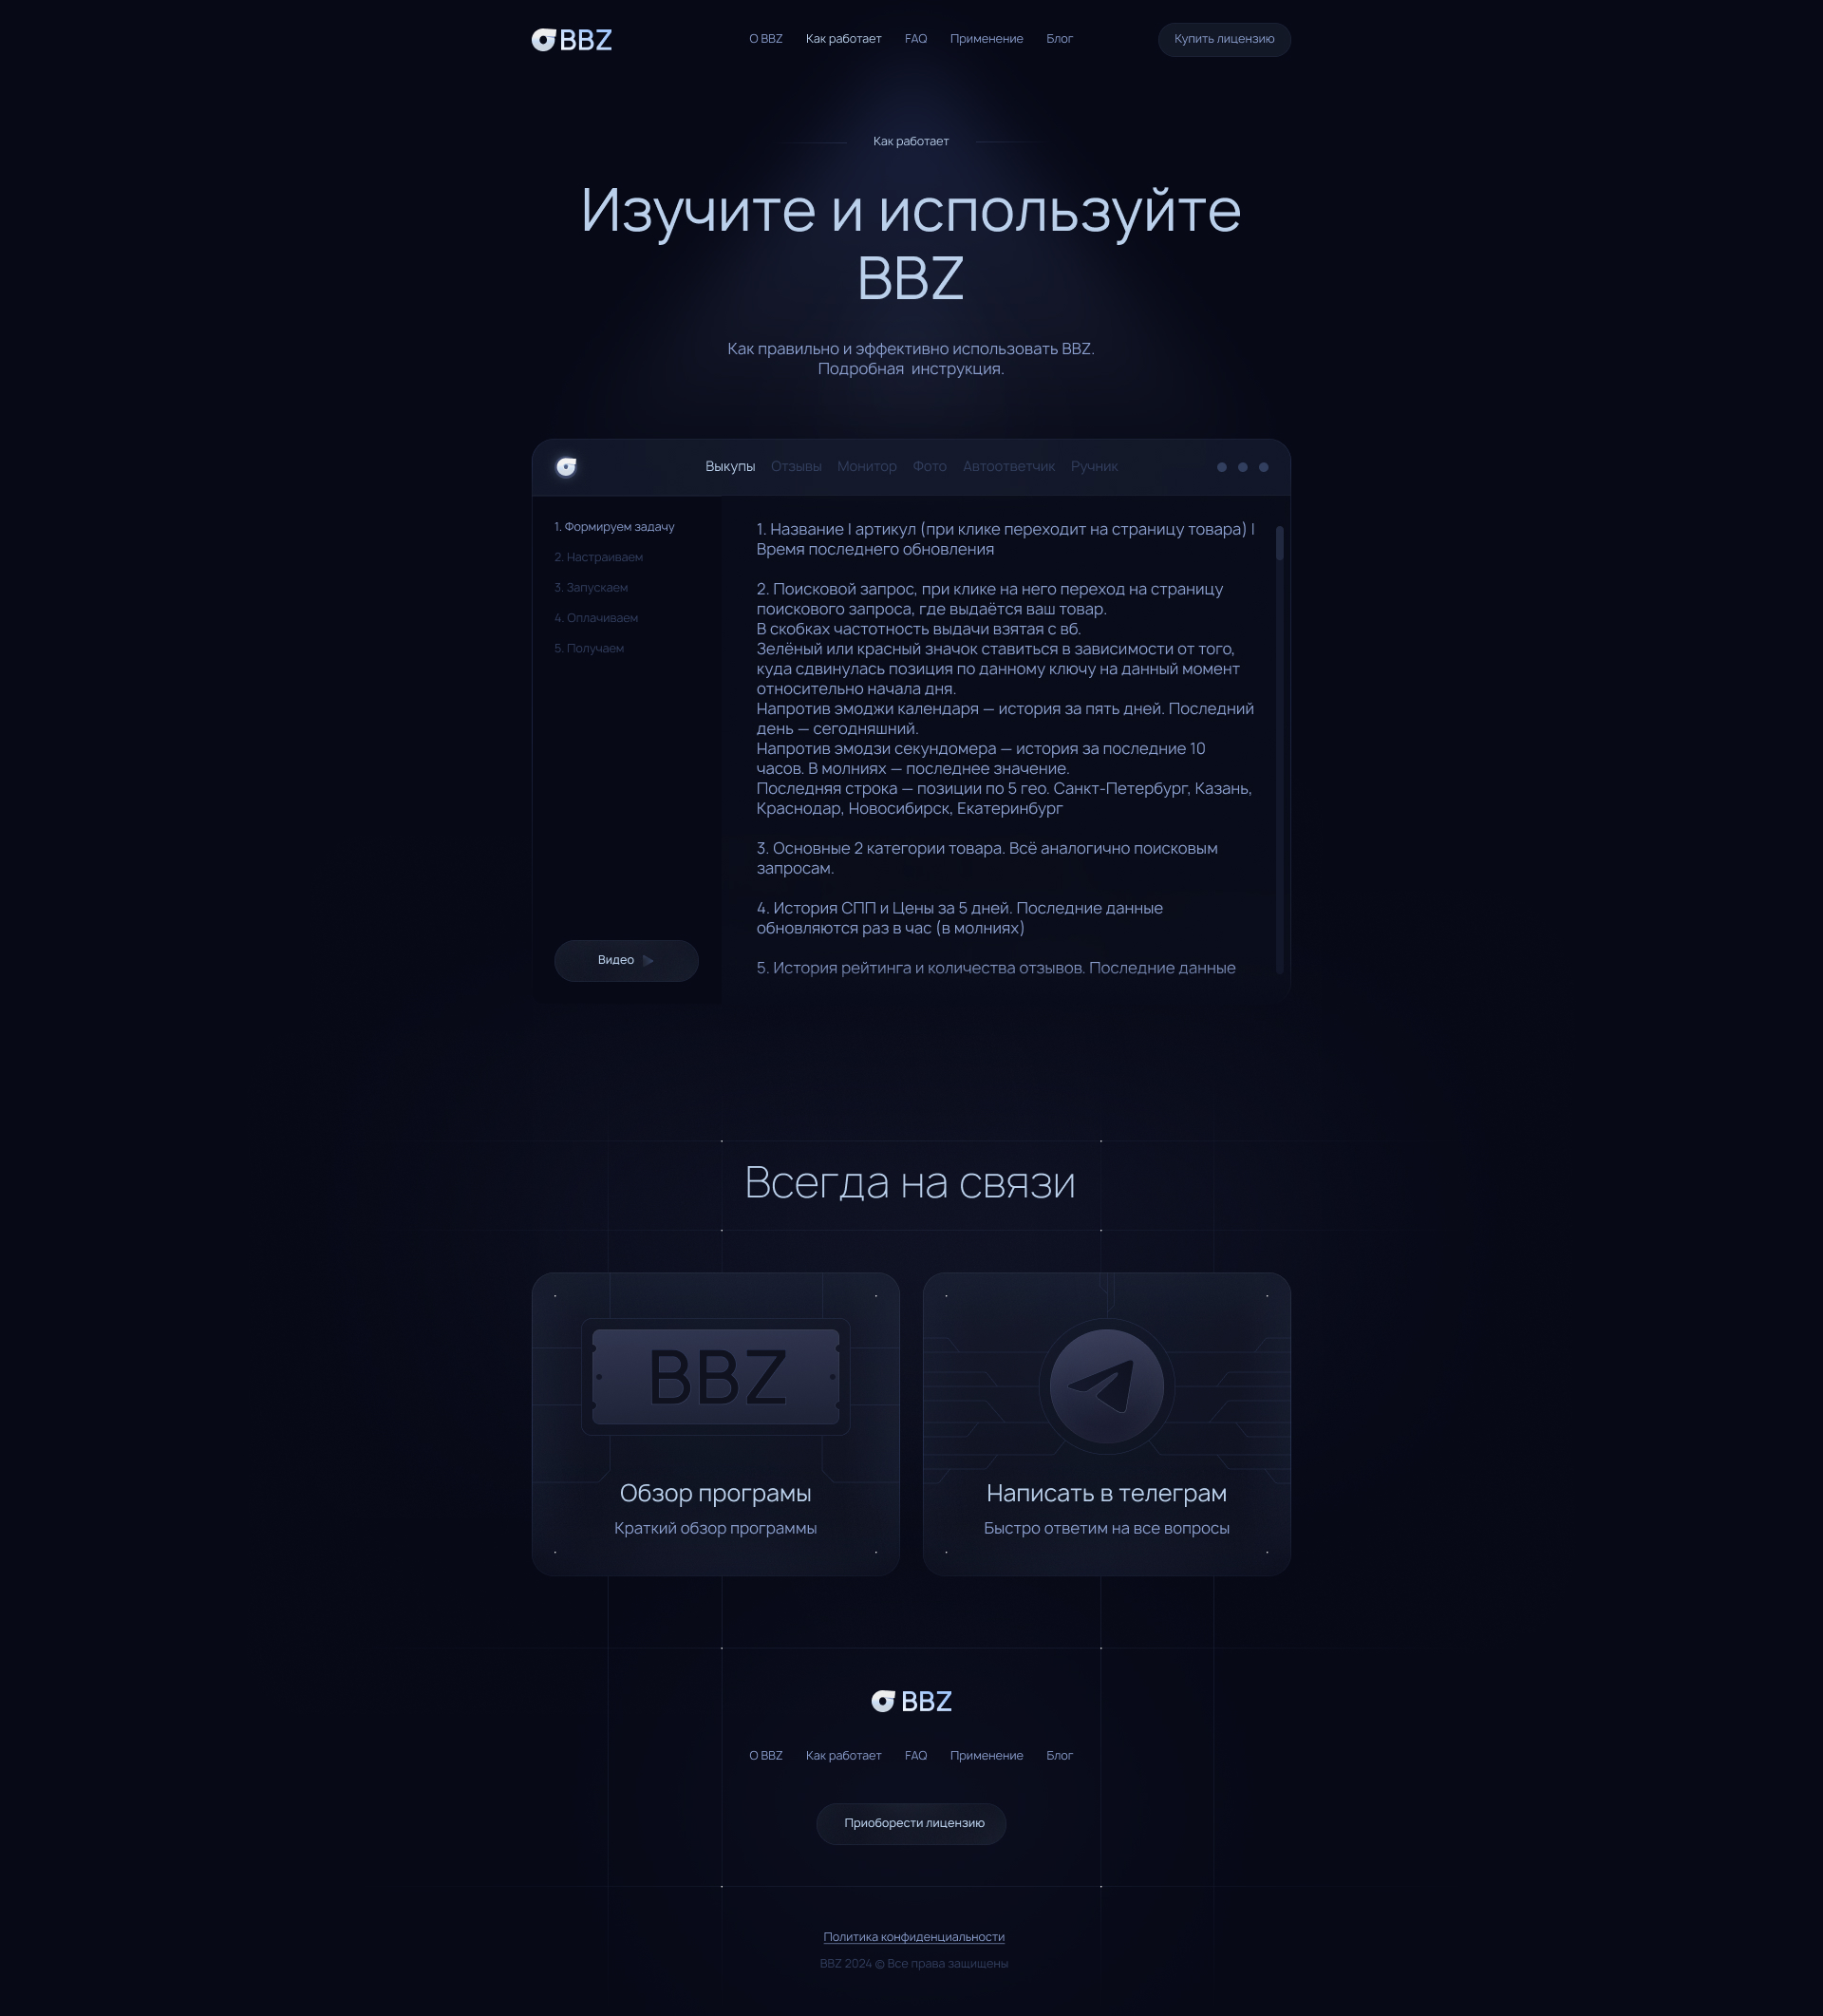 BBZ
О BBZ Как работает FAQ Применение Блог
Купить лицензию
Как работает
Изучите и используйте
BBZ
Как правильно и эффективно использовать BBZ.
Подробная инструкция.
Выкупы Отзывы Монитор Фото Автоответчик Ручник
1. Формируем задачу
2. Настраиваем
3. Запускаем
4. Оплачиваем
5. Получаем
Видео
1. Название | артикул (при клике переходит на страницу товара) |
Время последнего обновления
2. Поисковой запрос, при клике на него переход на страницу
поискового запроса, где выдаётся ваш товар.
В скобках частотность выдачи взятая с вб.
Зелёный или красный значок ставиться в зависимости от того,
куда сдвинулась позиция по данному ключу на данный момент
относительно начала дня.
Напротив эмоджи календаря — история за пять дней. Последний
день — сегодняшний.
Напротив эмодзи секундомера — история за последние 10
часов. В молниях — последнее значение.
Последняя строка — позиции по 5 гео. Санкт-Петербург, Казань,
Краснодар, Новосибирск, Екатеринбург
3. Основные 2 категории товара. Всё аналогично поисковым
запросам.
4. История СПП и Цены за 5 дней. Последние данные
обновляются раз в час (в молниях)
5. История рейтинга и количества отзывов. Последние данные
Всегда на связи
BBZ
Обзор програмы
Краткий обзор программы
Написать в телеграм
Быстро ответим на все вопросы
BBZ
О BBZ Как работает FAQ Применение Блог
Приоборести лицензию
Политика конфиденциальности
BBZ 2024 © Все права защищены